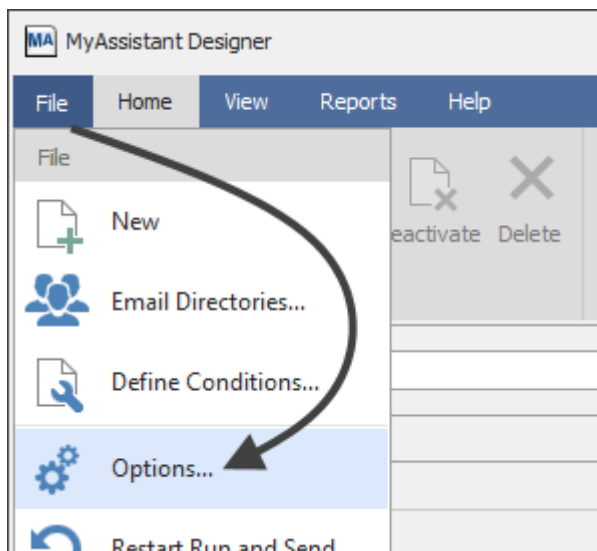 MA MyAssistant Designer
File Home View Reports Help
File
New
eactivate Delete
Email Directories...
Define Conditions...
Options...
Restart Run and Send